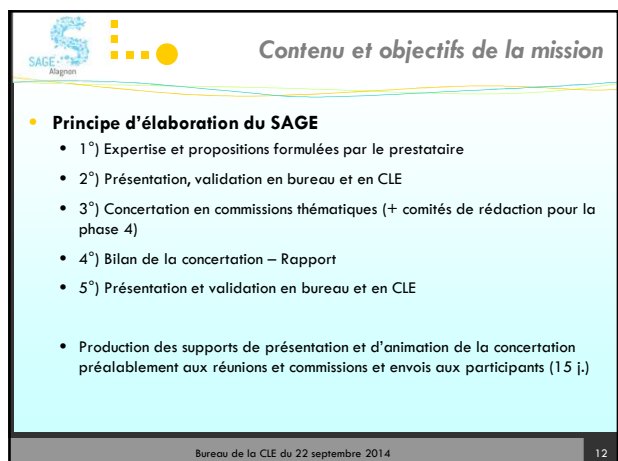 SAGE
Alagnon
Contenu et objectifs de la mission
• Principe d'élaboration du SAGE
• 1°) Expertise et propositions formulées par le prestataire
• 2°) Présentation, validation en bureau et en CLE
• 3°) Concertation en commissions thématiques (+ comités de rédaction pour la
phase 4)
• 4°) Bilan de la concertation – Rapport
• 5°) Présentation et validation en bureau et en CLE
• Production des supports de présentation et d'animation de la concertation
préalablement aux réunions et commissions et envois aux participants (15 j.)
Bureau de la CLE du 22 septembre 2014
12